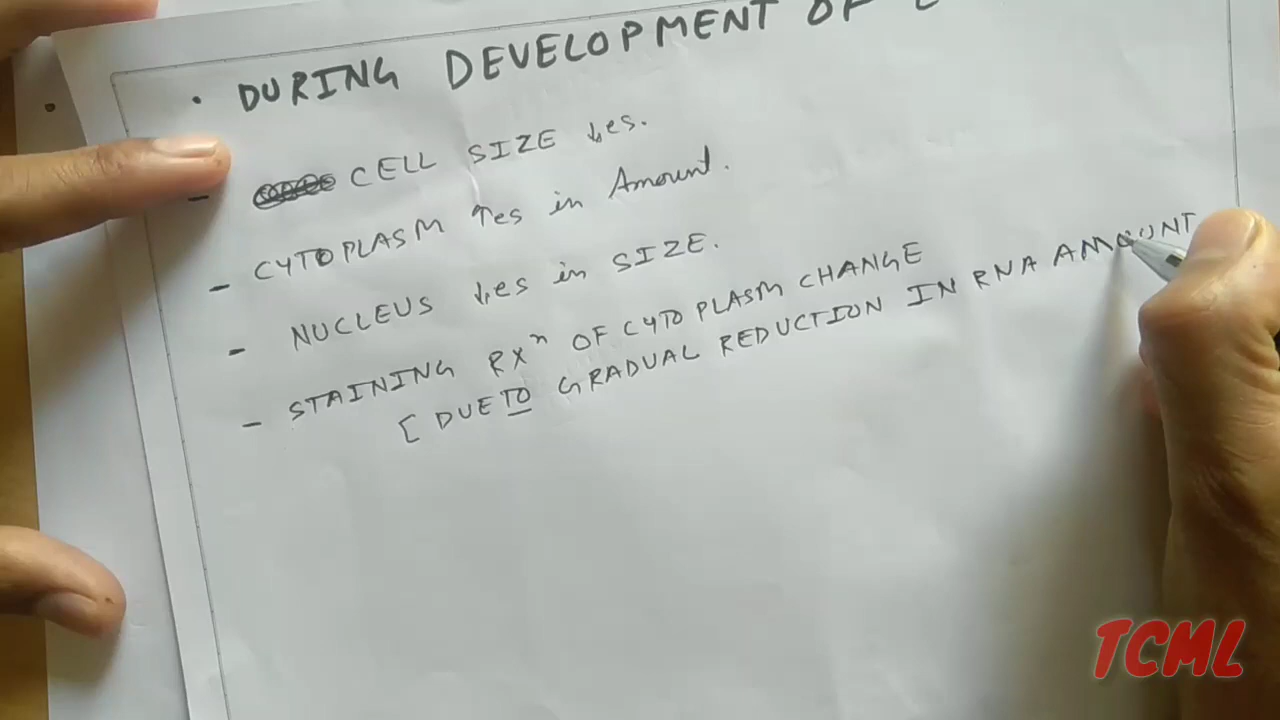 • DURING DEVELOPMENT OF
- CELL SIZE ↓es.
- CYTOPLASM ↑es in Amount.
- NUCLEUS ↓es in SIZE.
- STAINING RXⁿ OF CYTOPLASM CHANGE
[ DUE TO GRADUAL REDUCTION IN RNA AMOUNT
TCML